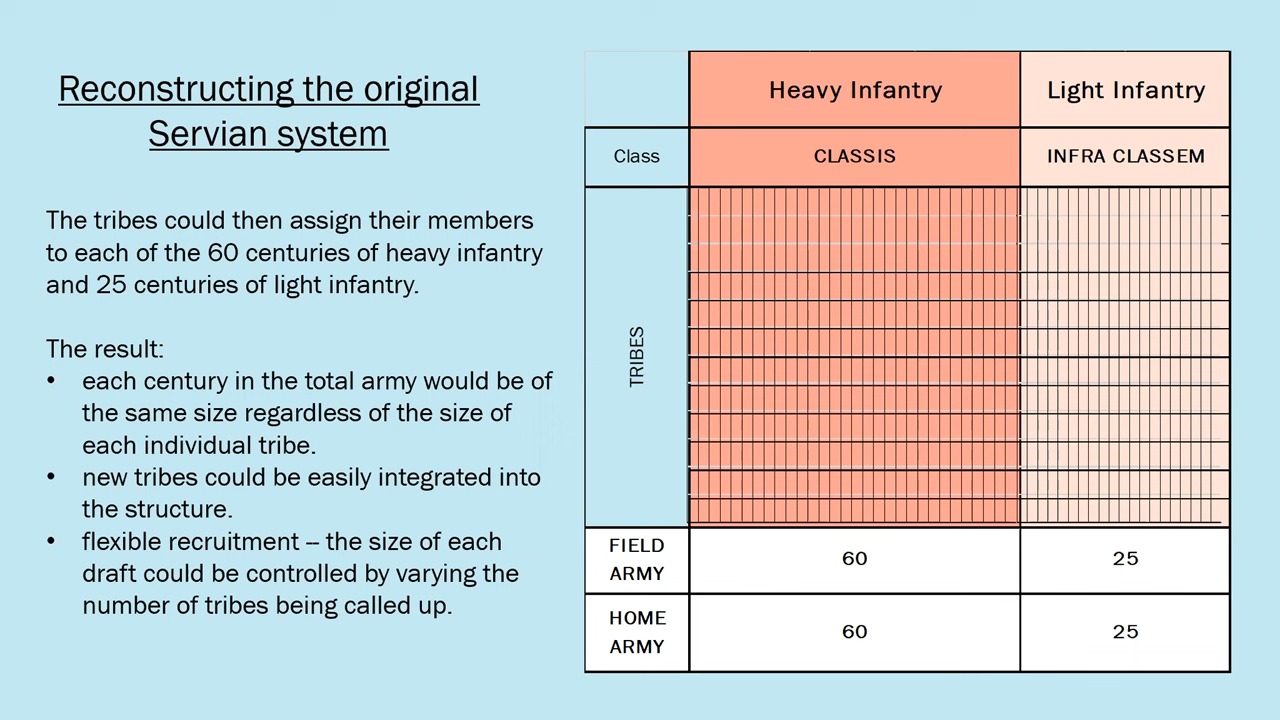 Reconstructing the original
Servian system
The tribes could then assign their members
to each of the 60 centuries of heavy infantry
and 25 centuries of light infantry.
The result:
• each century in the total army would be of
the same size regardless of the size of
each individual tribe.
• new tribes could be easily integrated into
the structure.
• flexible recruitment – the size of each
draft could be controlled by varying the
number of tribes being called up.
Heavy Infantry Light Infantry
Class CLASSIS INFRA CLASSEM
TRIBES
FIELD
ARMY 60 25
HOME
ARMY 60 25